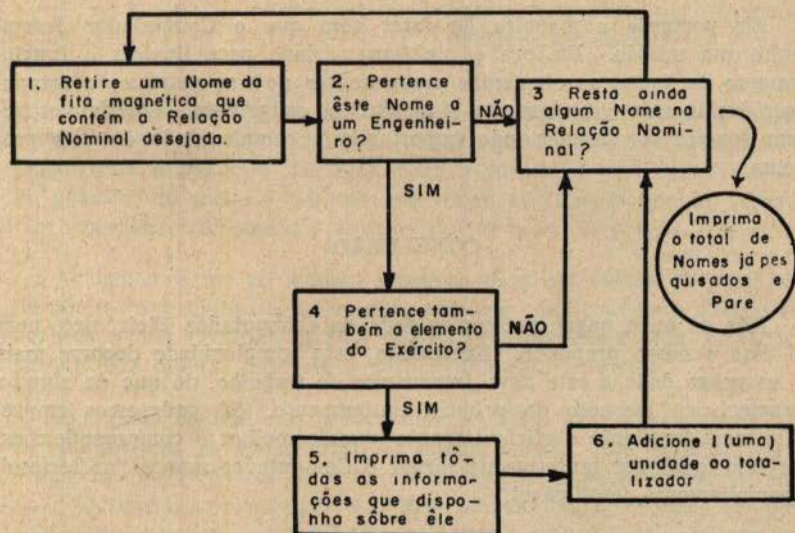 1. Retire um Nome da
fita magnética que
contém a Relação
Nominal desejada.
2. Pertence
êste Nome a
um Engenhei-
ro?
NÃO
3 Resta ainda
algum Nome na
Relação Nomi-
nal?
SIM
Imprima
o total de
Nomes já pes
quisados e
Pare
4 Pertence tam-
bém a elemento
do Exército?
NÃO
SIM
5. Imprima tô-
das as informa-
ções que dispo-
nha sôbre êle
6. Adicione 1 (uma)
unidade ao tota-
lizador